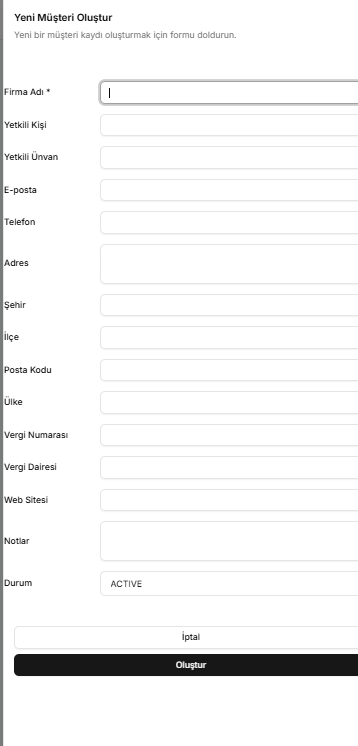 Yeni Müşteri Oluştur
Yeni bir müşteri kaydı oluşturmak için formu doldurun.
Firma Adı *
Yetkili Kişi
Yetkili Ünvan
E-posta
Telefon
Adres
Şehir
İlçe
Posta Kodu
Ülke
Vergi Numarası
Vergi Dairesi
Web Sitesi
Notlar
Durum ACTIVE
İptal
Oluştur